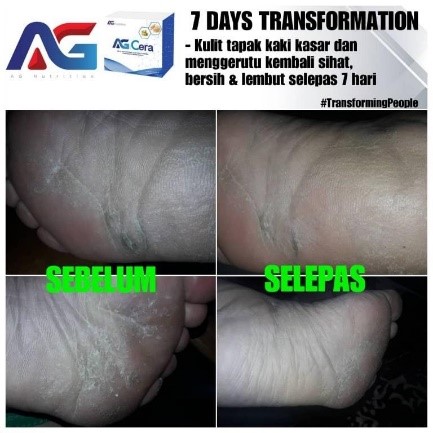 AG
AG Nutrition
AG Cera
7 DAYS TRANSFORMATION
- Kulit tapak kaki kasar dan
menggerutu kembali sihat,
bersih & lembut selepas 7 hari
#TransformingPeople
SEBELUM
SELEPAS